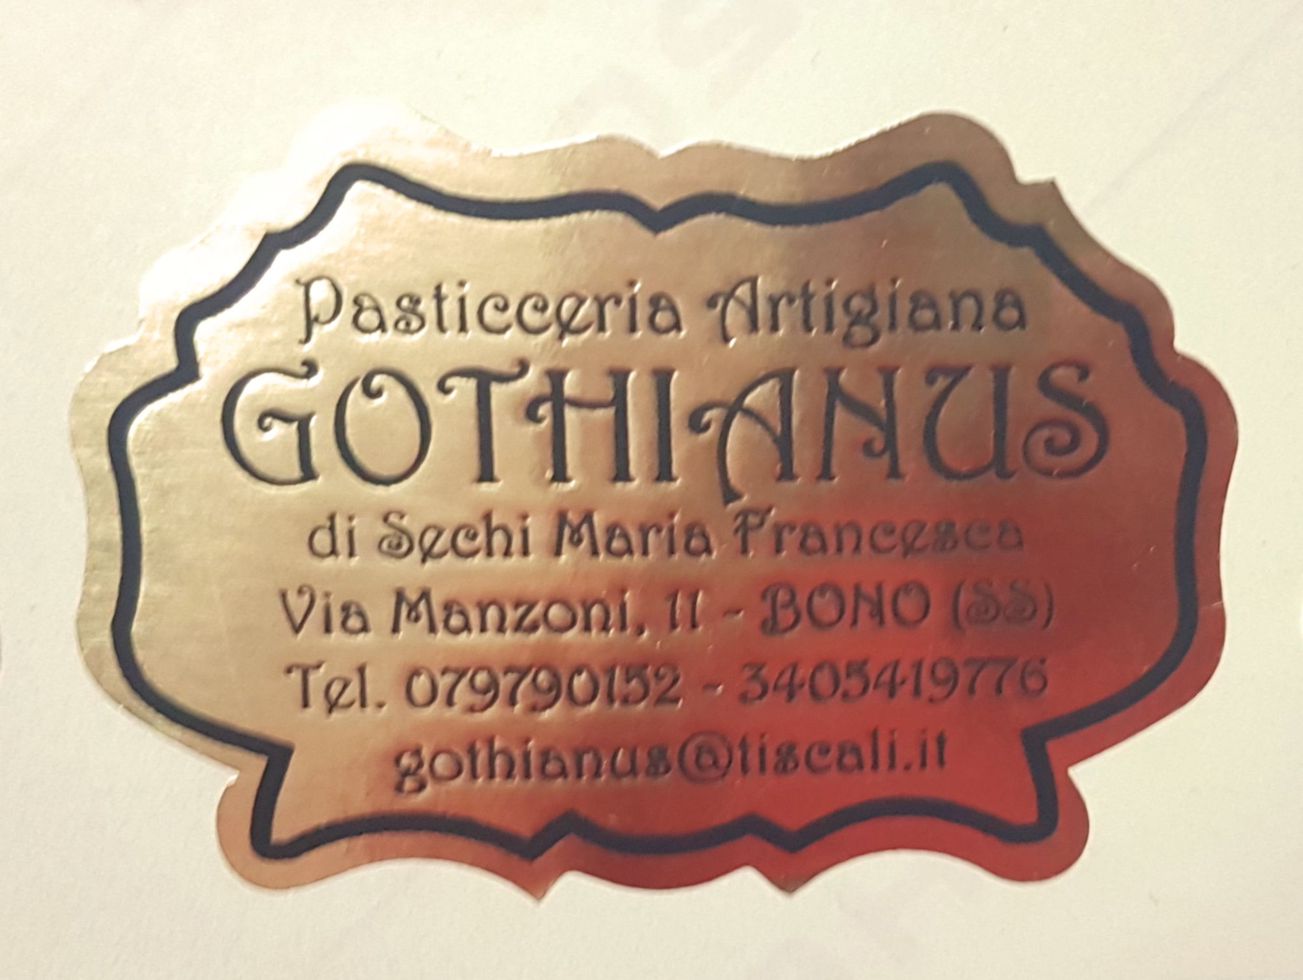 Pasticceria Artigiana
GOTHIANUS
di Sechi Maria Francesca
Via Manzoni, 11 - BONO (SS)
Tel. 079790152 - 3405419776
gothianus@tiscali.it